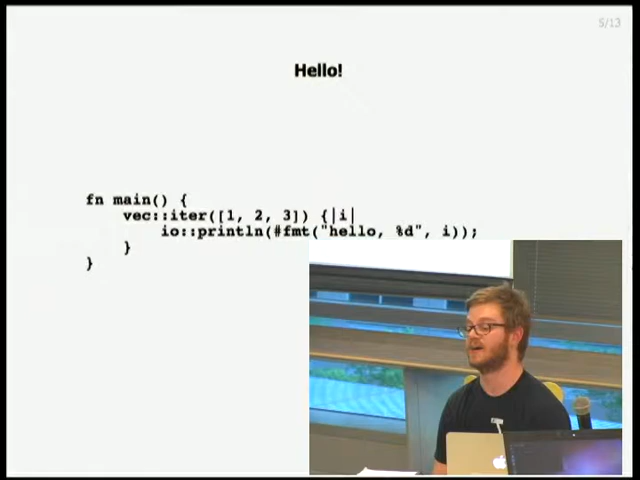 5/13
Hello!
fn main() {
vec::iter([1, 2, 3]) {|i|
io::println(#fmt("hello, %d", i));
}
}